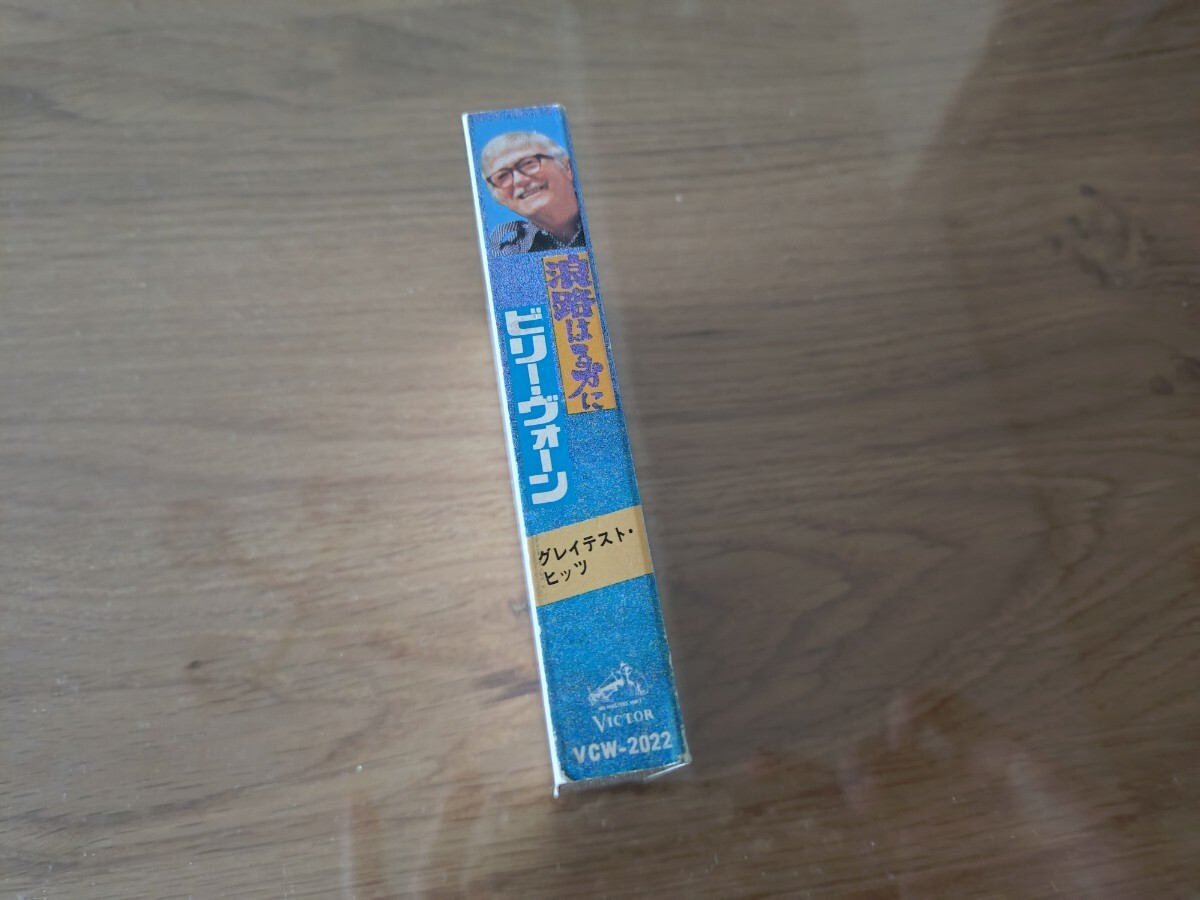 浪路はる方に
ビリー・ヴォーン
グレイテスト・
ヒッツ
VICTOR
VCW-2022